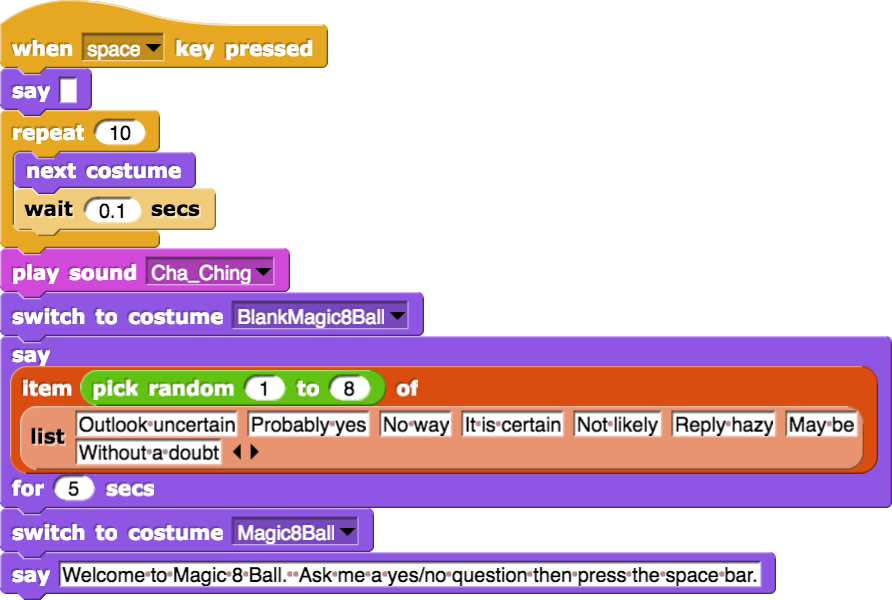 when space key pressed
say
repeat 10
next costume
wait 0.1 secs
play sound Cha_Ching
switch to costume BlankMagic8Ball
say
item pick random 1 to 8 of
list Outlook uncertain Probably yes No way It is certain Not likely Reply hazy May be
Without a doubt
for 5 secs
switch to costume Magic8Ball
say Welcome to Magic 8 Ball.  Ask me a yes/no question then press the space bar.